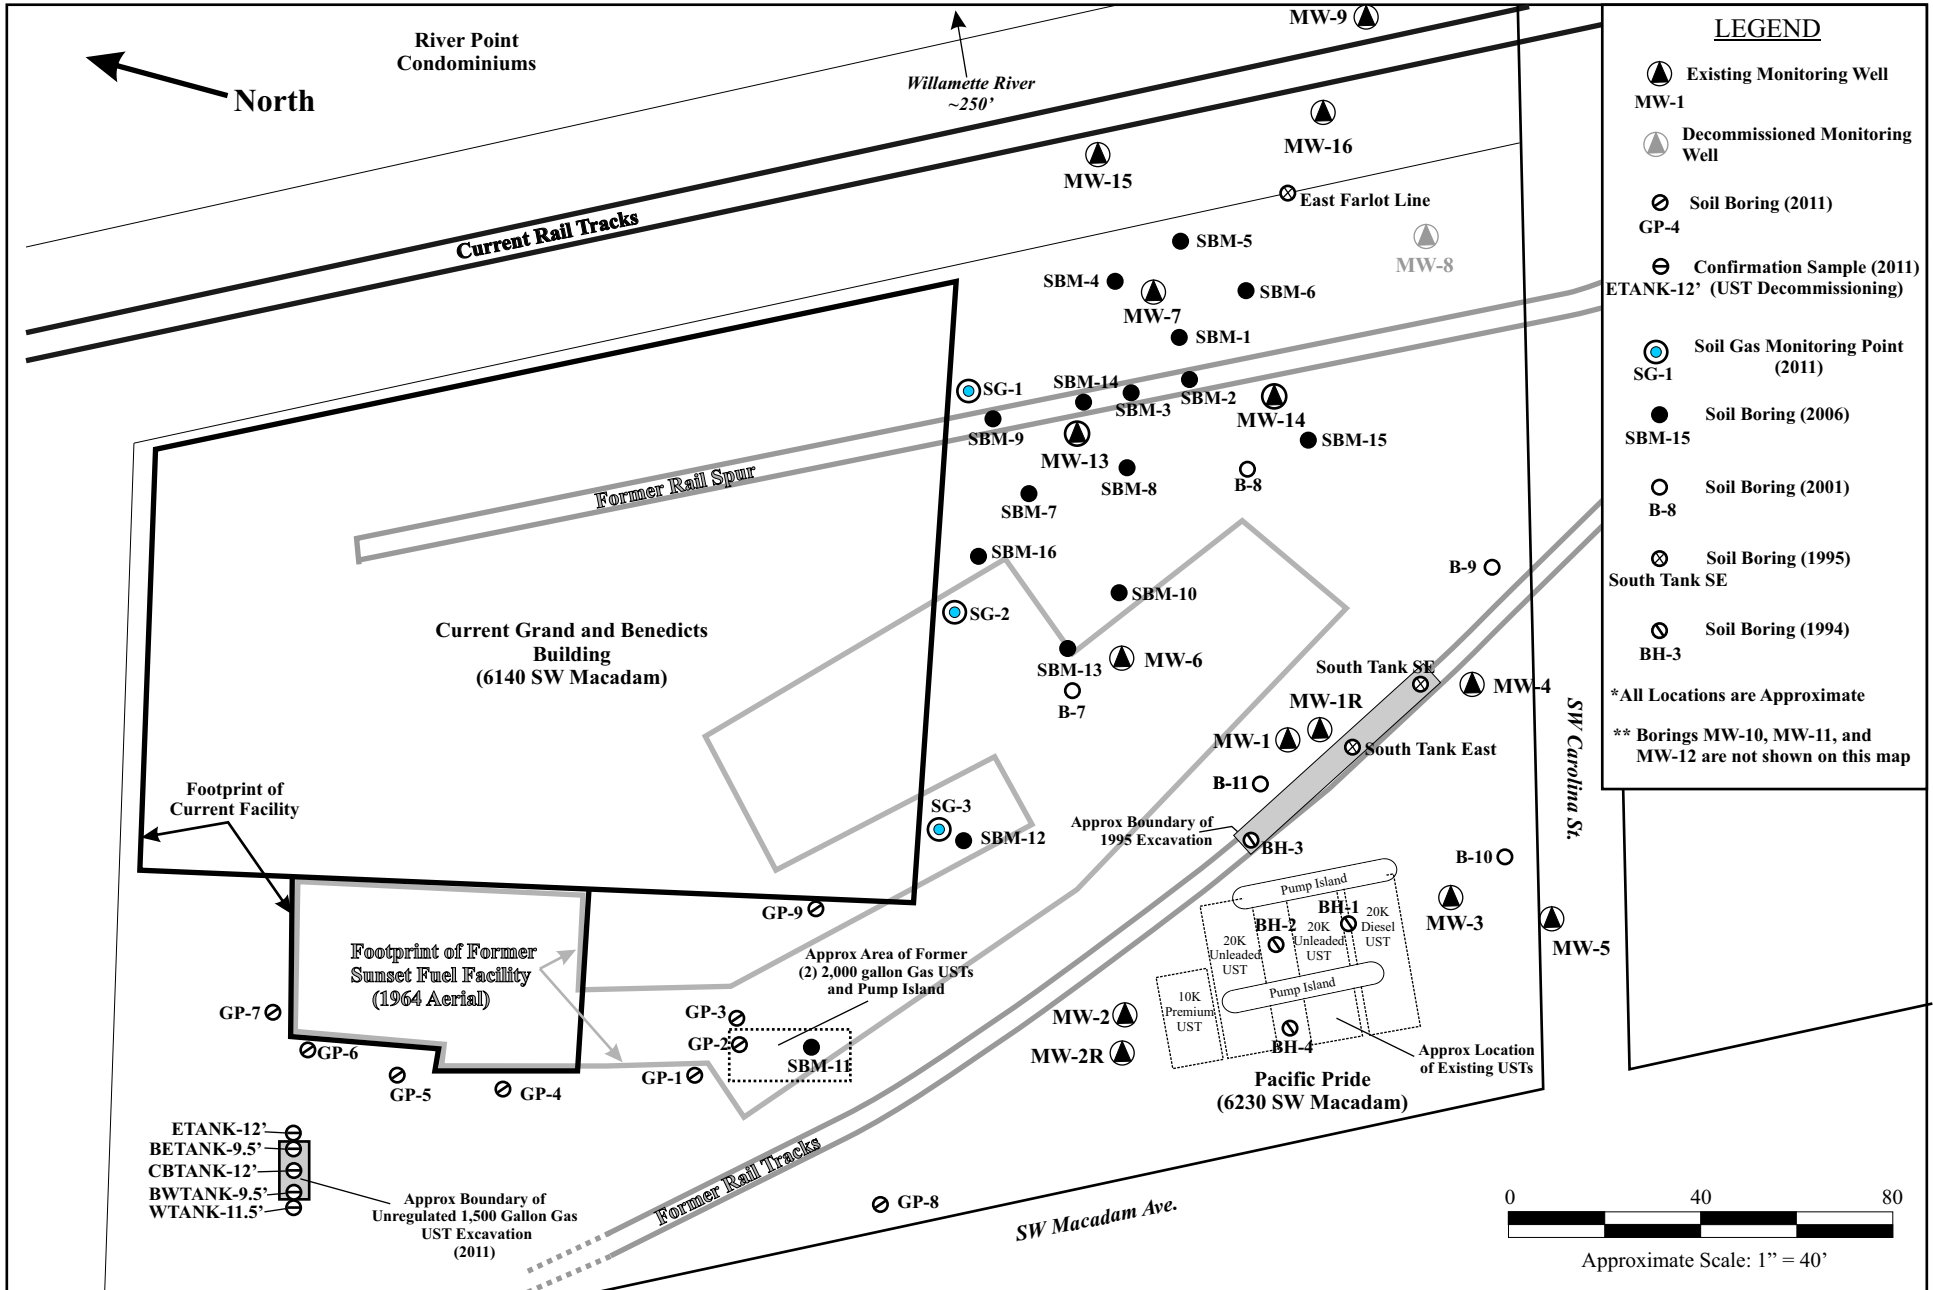 River Point
Condominiums
North
Willamette River
~250’
MW-9
MW-16
MW-15
East Farlot Line
Current Rail Tracks
SBM-5
MW-8
SBM-4
SBM-6
MW-7
SBM-1
SG-1
SBM-14
SBM-3
SBM-2
MW-14
SBM-9
MW-13
SBM-15
SBM-8
B-8
Former Rail Spur
SBM-7
SBM-16
B-9
SBM-10
SG-2
Current Grand and Benedicts
Building
(6140 SW Macadam)
SBM-13
MW-6
B-7
South Tank SE
MW-4
MW-1R
MW-1
South Tank East
B-11
SW Carolina St.
Footprint of
Current Facility
SG-3
SBM-12
Approx Boundary of
1995 Excavation
BH-3
B-10
Pump Island
BH-1
BH-2
20K
Diesel
UST
20K
Unleaded
UST
20K
Unleaded
UST
MW-3
MW-5
GP-9
Footprint of Former
Sunset Fuel Facility
(1964 Aerial)
Approx Area of Former
(2) 2,000 gallon Gas USTs
and Pump Island
Pump Island
10K
Premium
UST
GP-7
GP-3
MW-2
GP-2
GP-6
SBM-11
MW-2R
BH-4
Approx Location
of Existing USTs
GP-1
GP-5
GP-4
Pacific Pride
(6230 SW Macadam)
ETANK-12’
BETANK-9.5’
CBTANK-12’
BWTANK-9.5’
WTANK-11.5’
Approx Boundary of
Unregulated 1,500 Gallon Gas
UST Excavation
(2011)
Former Rail Tracks
GP-8
SW Macadam Ave.
LEGEND
Existing Monitoring Well
MW-1
Decommissioned Monitoring
Well
Soil Boring (2011)
GP-4
Confirmation Sample (2011)
ETANK-12’ (UST Decommissioning)
Soil Gas Monitoring Point
(2011)
SG-1
Soil Boring (2006)
SBM-15
Soil Boring (2001)
B-8
Soil Boring (1995)
South Tank SE
Soil Boring (1994)
BH-3
*All Locations are Approximate
** Borings MW-10, MW-11, and
MW-12 are not shown on this map
0 40 80
Approximate Scale: 1” = 40’